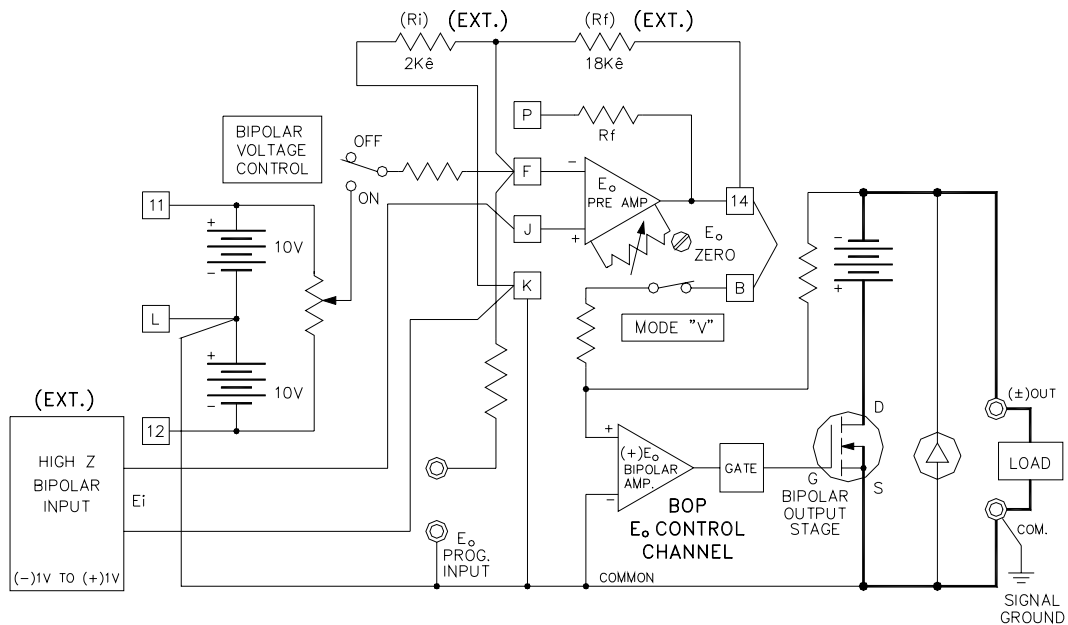 (Ri) (EXT.) (Rf) (EXT.)
2Kê 18Kê
P
Rf
BIPOLAR
VOLTAGE
CONTROL
OFF
ON
F
−
Eo
PRE AMP
14
11
J
+
Eo
ZERO
+
10V
−
K
B
MODE "V"
−
+
L
+
10V
−
12
(EXT.)
HIGH Z
BIPOLAR
INPUT
Ei
(−)1V TO (+)1V
Eo
PROG.
INPUT
+
(+)Eo
BIPOLAR
AMP.
−
GATE
BOP
Eo CONTROL
CHANNEL
D
G
S
BIPOLAR
OUTPUT
STAGE
(±)OUT
LOAD
COM.
COMMON
SIGNAL
GROUND